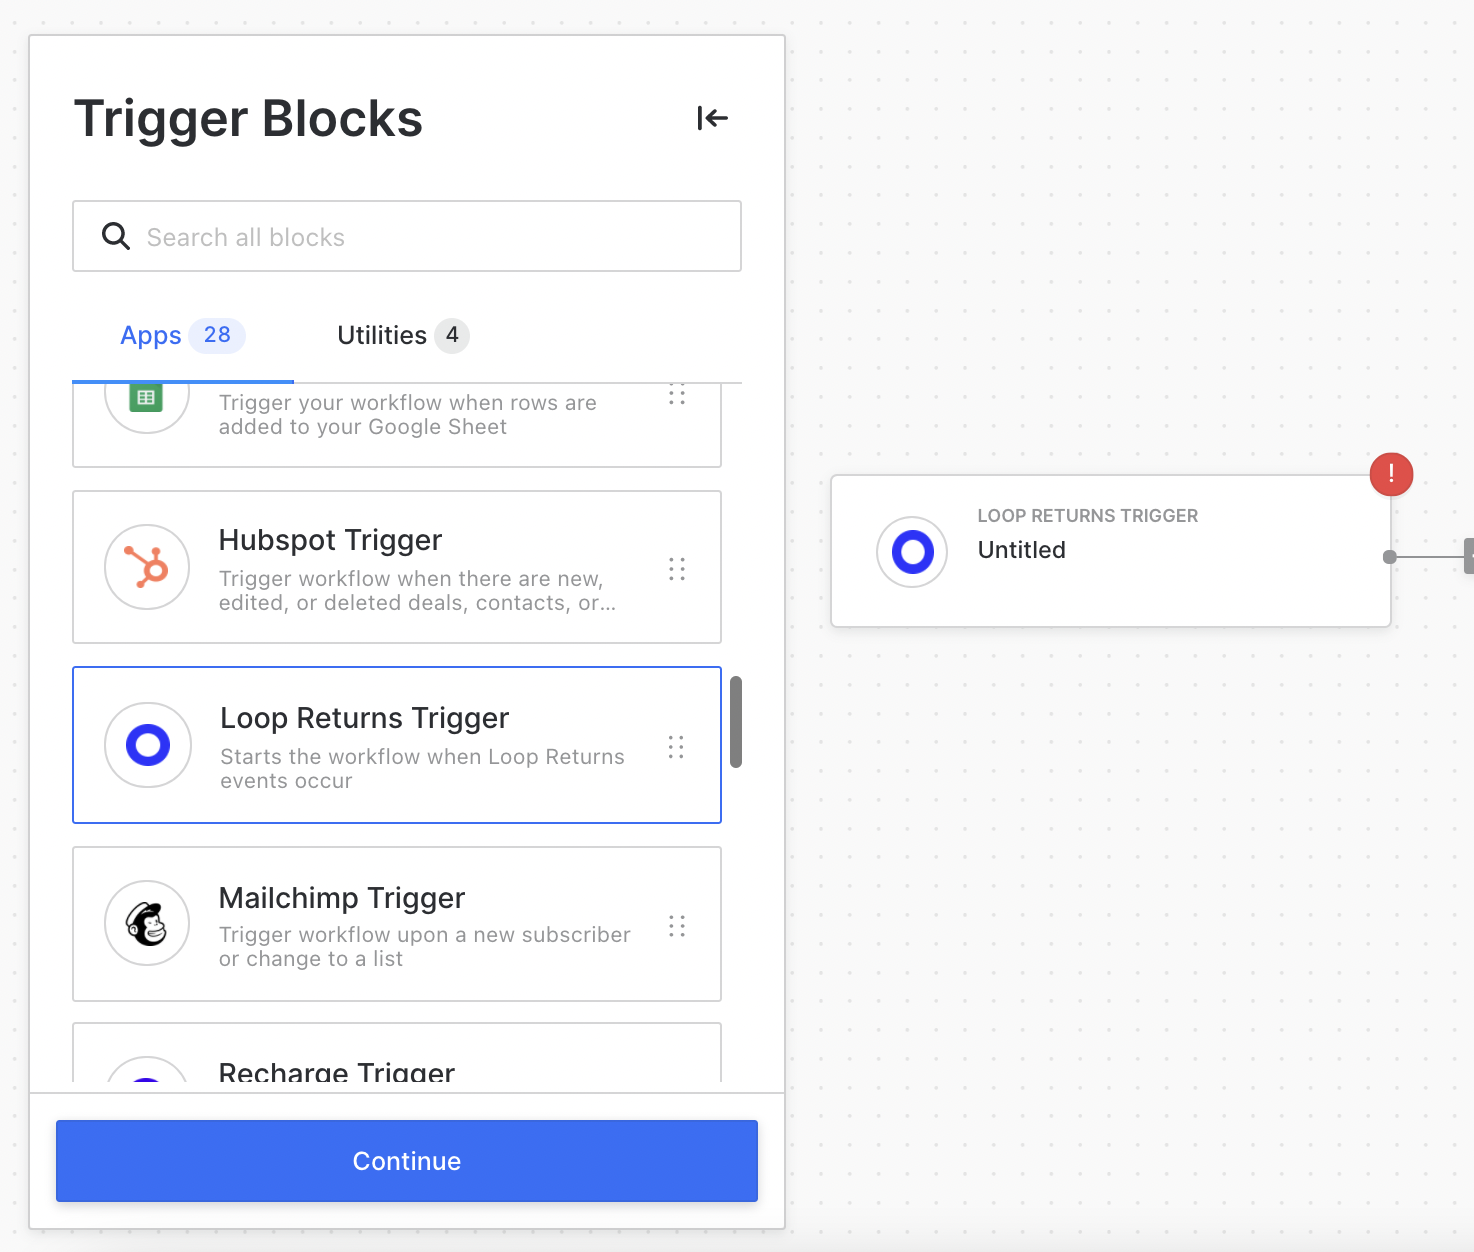 Trigger Blocks
Search all blocks
Apps 28
Utilities 4
Trigger your workflow when rows are
added to your Google Sheet
Hubspot Trigger
Trigger workflow when there are new,
edited, or deleted deals, contacts, or...
Loop Returns Trigger
Starts the workflow when Loop Returns
events occur
Mailchimp Trigger
Trigger workflow upon a new subscriber
or change to a list
Recharge Trigger
Continue
!
LOOP RETURNS TRIGGER
Untitled